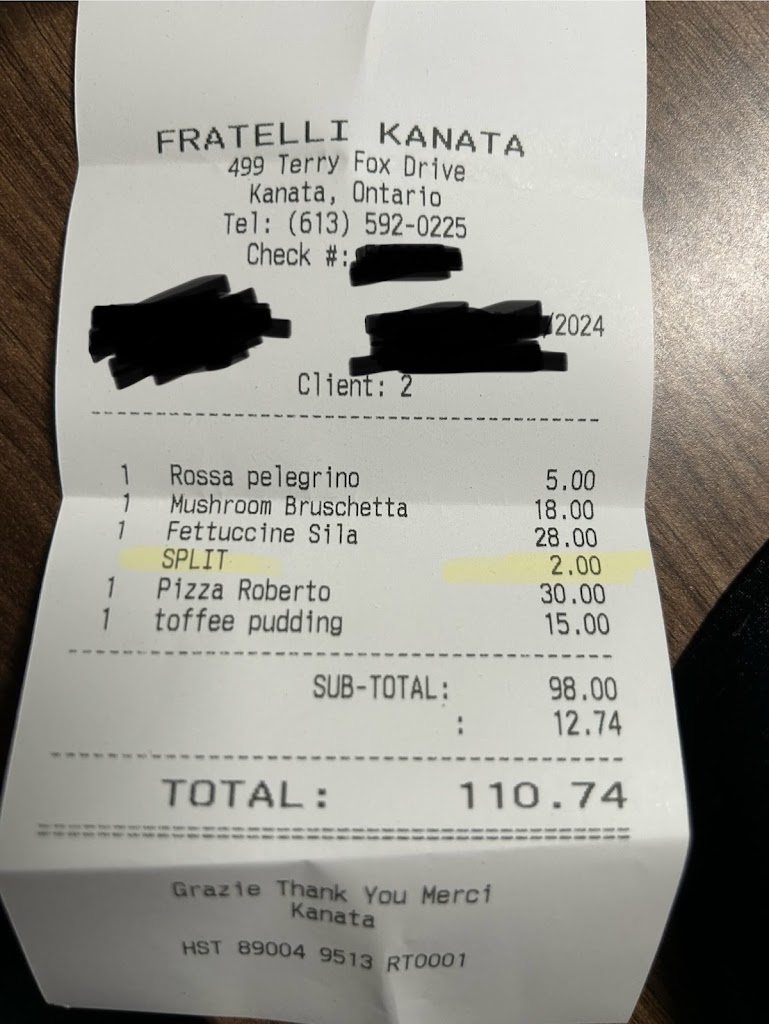 FRATELLI KANATA
499 Terry Fox Drive
Kanata, Ontario
Tel: (613) 592-0225
Check #:
/2024
Client: 2
1 Rossa pelegrino 5.00
1 Mushroom Bruschetta 18.00
1 Fettuccine Sila 28.00
SPLIT 2.00
1 Pizza Roberto 30.00
1 toffee pudding 15.00
SUB-TOTAL: 98.00
: 12.74
TOTAL: 110.74
Grazie Thank You Merci
Kanata
HST 89004 9513 RT0001